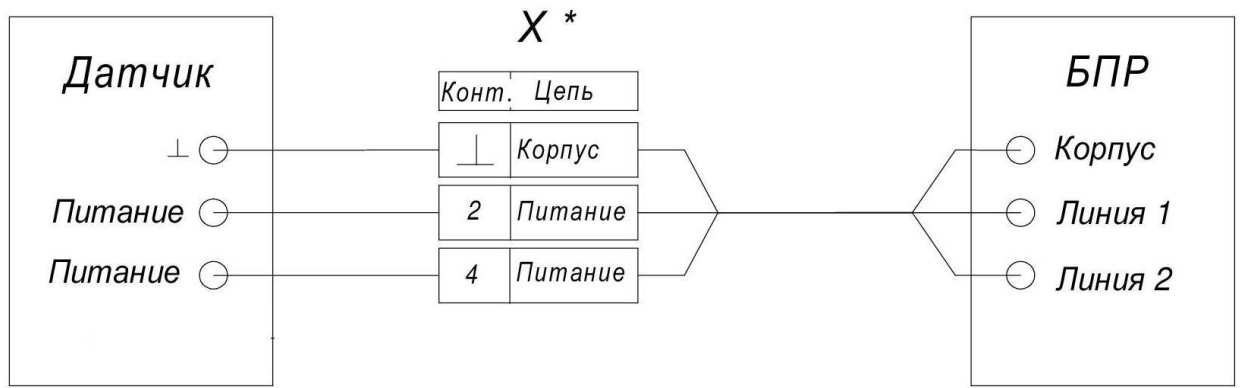 X *
Датчик
БПР
Конт. Цепь
⊥
⊥ Корпус
Корпус
Питание
2 Питание
Линия 1
Питание
4 Питание
Линия 2